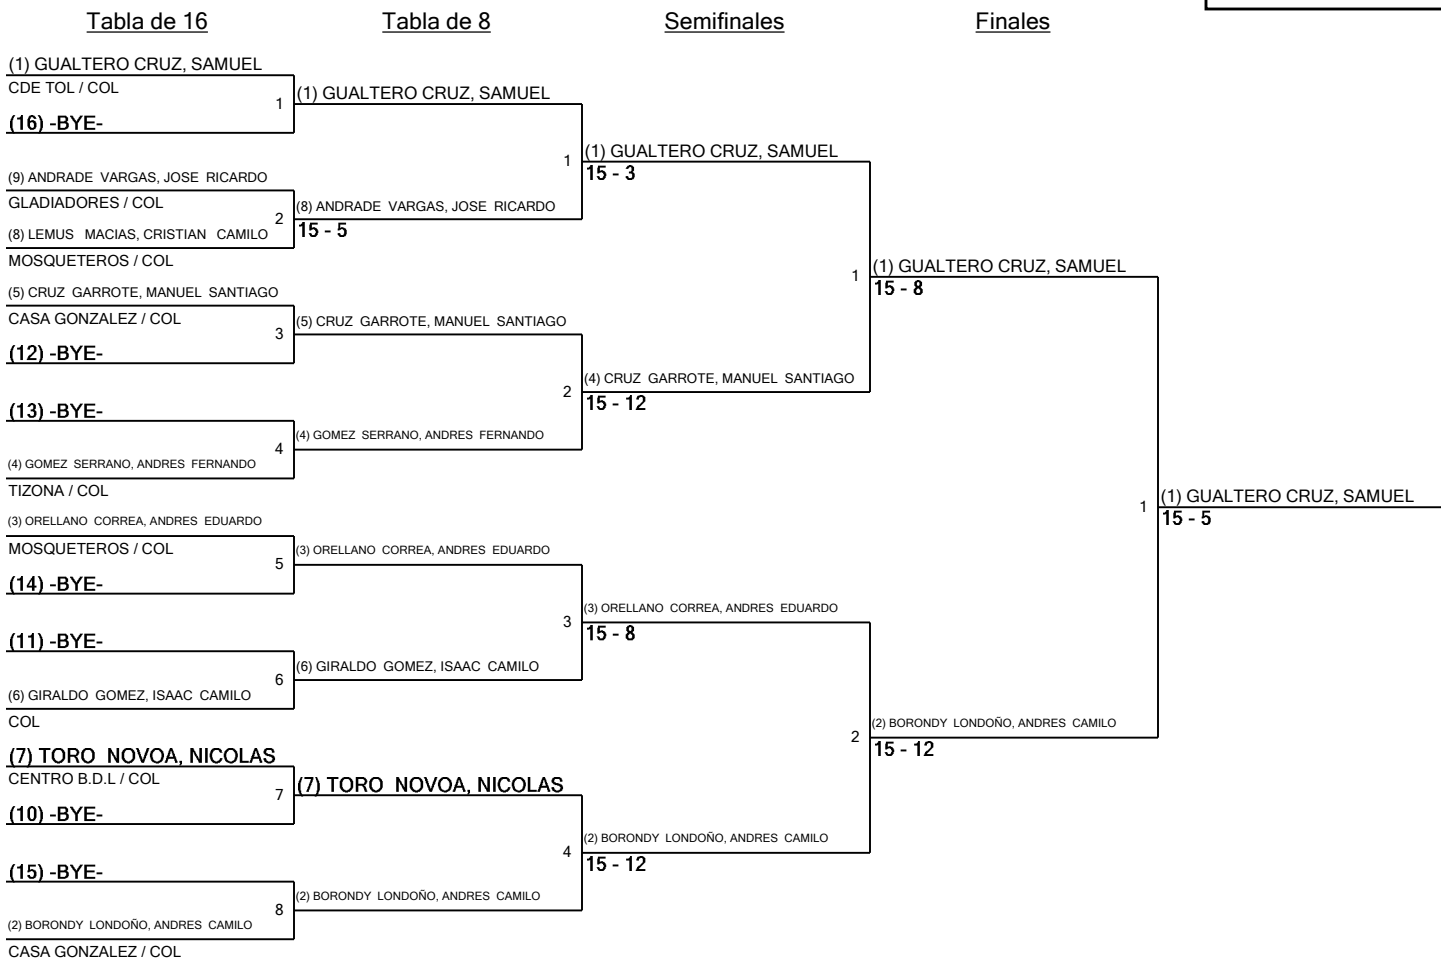 Tabla de 16
Tabla de 8
Semifinales
Finales
(1) GUALTERO CRUZ, SAMUEL
CDE TOL / COL
1
(16) -BYE-
(9) ANDRADE VARGAS, JOSE RICARDO
GLADIADORES / COL
2
(8) LEMUS MACIAS, CRISTIAN CAMILO
MOSQUETEROS / COL
(5) CRUZ GARROTE, MANUEL SANTIAGO
CASA GONZALEZ / COL
3
(12) -BYE-
(13) -BYE-
4
(4) GOMEZ SERRANO, ANDRES FERNANDO
TIZONA / COL
(3) ORELLANO CORREA, ANDRES EDUARDO
MOSQUETEROS / COL
5
(14) -BYE-
(11) -BYE-
6
(6) GIRALDO GOMEZ, ISAAC CAMILO
COL
(7) TORO NOVOA, NICOLAS
CENTRO B.D.L / COL
7
(10) -BYE-
(15) -BYE-
8
(2) BORONDY LONDOÑO, ANDRES CAMILO
CASA GONZALEZ / COL
(1) GUALTERO CRUZ, SAMUEL
1
(8) ANDRADE VARGAS, JOSE RICARDO
15 - 5
(5) CRUZ GARROTE, MANUEL SANTIAGO
2
(4) GOMEZ SERRANO, ANDRES FERNANDO
(3) ORELLANO CORREA, ANDRES EDUARDO
3
(6) GIRALDO GOMEZ, ISAAC CAMILO
(7) TORO NOVOA, NICOLAS
4
(2) BORONDY LONDOÑO, ANDRES CAMILO
(1) GUALTERO CRUZ, SAMUEL
15 - 3
1
(4) CRUZ GARROTE, MANUEL SANTIAGO
15 - 12
(3) ORELLANO CORREA, ANDRES EDUARDO
15 - 8
2
(2) BORONDY LONDOÑO, ANDRES CAMILO
15 - 12
(1) GUALTERO CRUZ, SAMUEL
15 - 8
1
(2) BORONDY LONDOÑO, ANDRES CAMILO
15 - 12
(1) GUALTERO CRUZ, SAMUEL
15 - 5